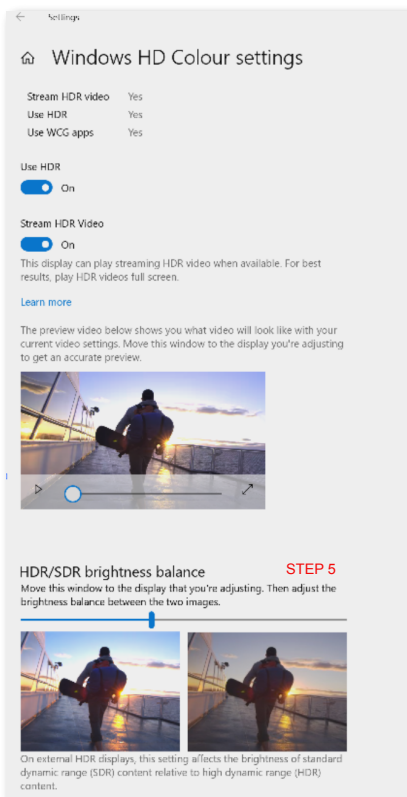 Settings
Windows HD Colour settings
Stream HDR video Yes
Use HDR Yes
Use WCG apps Yes
Use HDR
On
Stream HDR Video
On
This display can play streaming HDR video when available. For best
results, play HDR videos full screen.
Learn more
The preview video below shows you what video will look like with your
current video settings. Move this window to the display you're adjusting
to get an accurate preview.
HDR/SDR brightness balance STEP 5
Move this window to the display that you're adjusting. Then adjust the
brightness balance between the two images.
On external HDR displays, this setting affects the brightness of standard
dynamic range (SDR) content relative to high dynamic range (HDR)
content.